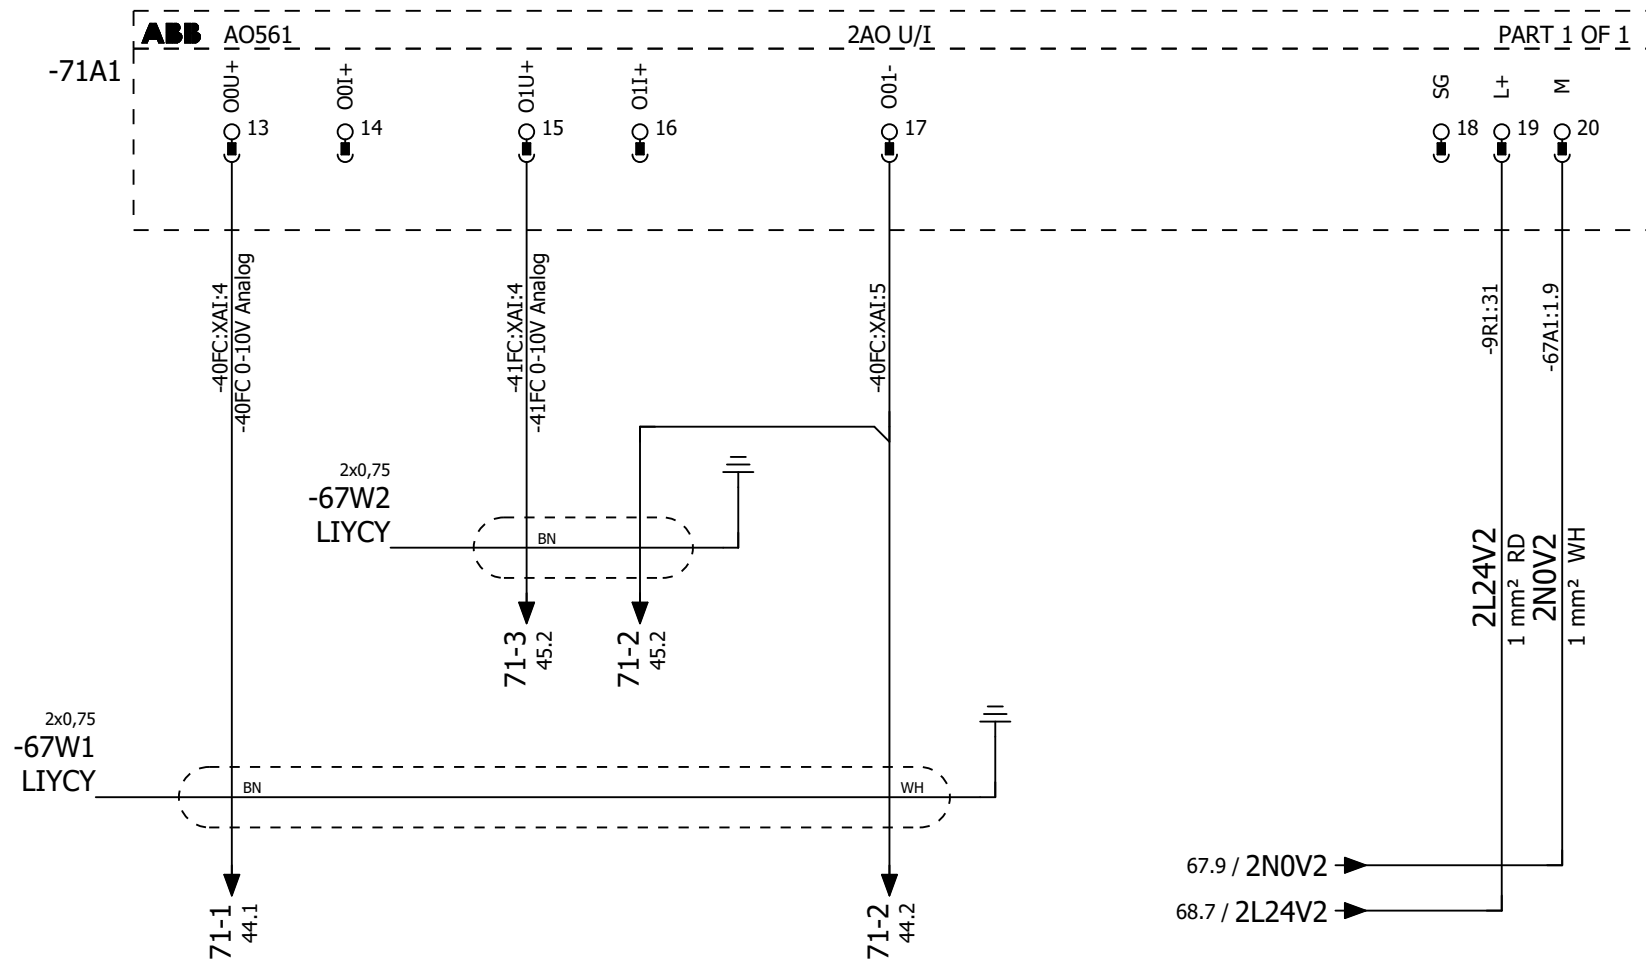 ABB AO561 2AO U/I PART 1 OF 1
-71A1
O0U+ O0I+ O1U+ O1I+ O01- SG L+ M
13 14 15 16 17 18 19 20
-40FC:XAI:4
-40FC 0-10V Analog
-41FC:XAI:4
-41FC 0-10V Analog
-40FC:XAI:5
-9R1:31
-67A1:1.9
2x0,75
-67W2
LIYCY
BN
2L24V2
1 mm² RD
2N0V2
1 mm² WH
71-3
45.2
71-2
45.2
2x0,75
-67W1
LIYCY
BN WH
67.9 / 2N0V2
68.7 / 2L24V2
71-1
44.1
71-2
44.2